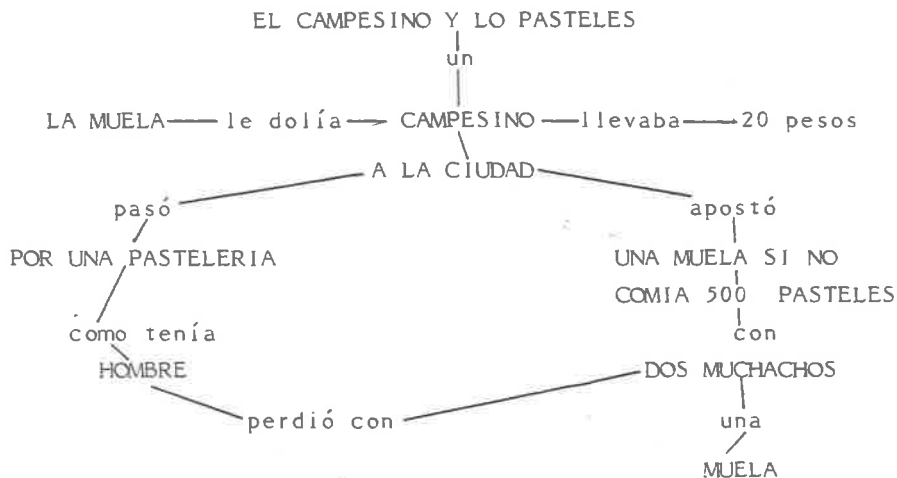 EL CAMPESINO Y LO PASTELES
un
LA MUELA le dolía CAMPESINO llevaba 20 pesos
A LA CIUDAD
pasó apostó
POR UNA PASTELERIA UNA MUELA SI NO
COMIA 500 PASTELES
como tenía con
HOMBRE DOS MUCHACHOS
perdió con una
MUELA